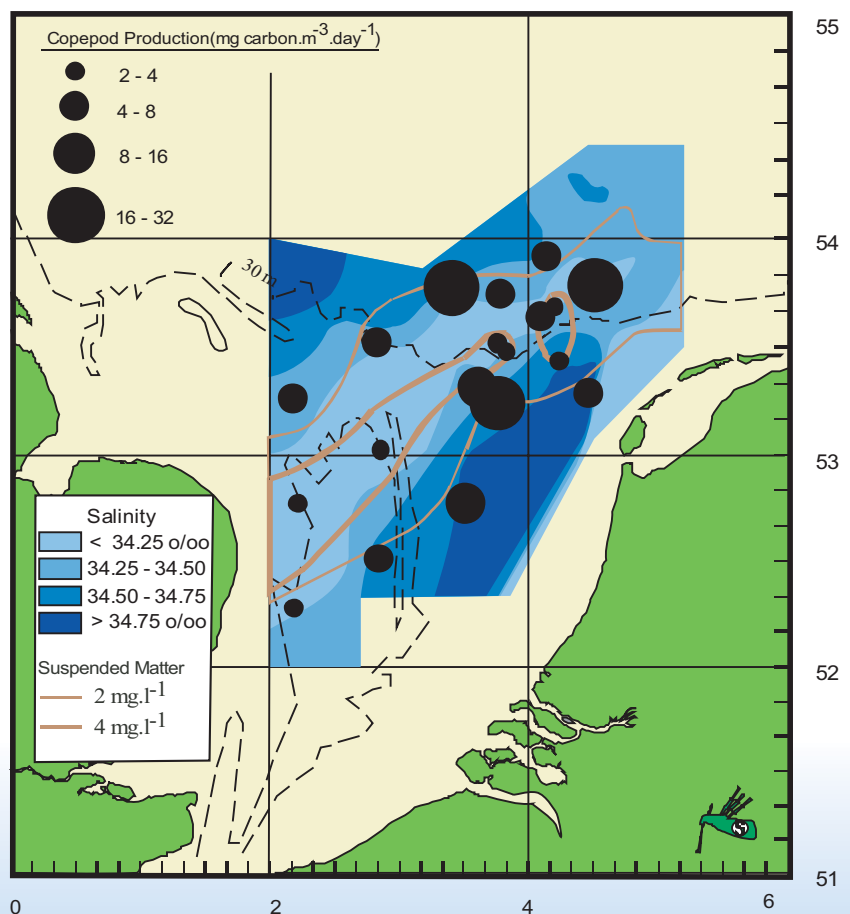 Copepod Production(mg carbon.m-3.day-1)
2 - 4
4 - 8
8 - 16
16 - 32
30 m
Salinity
< 34.25 o/oo
34.25 - 34.50
34.50 - 34.75
> 34.75 o/oo
Suspended Matter
2 mg.l-1
4 mg.l-1
55
54
53
52
51
0
2
4
6